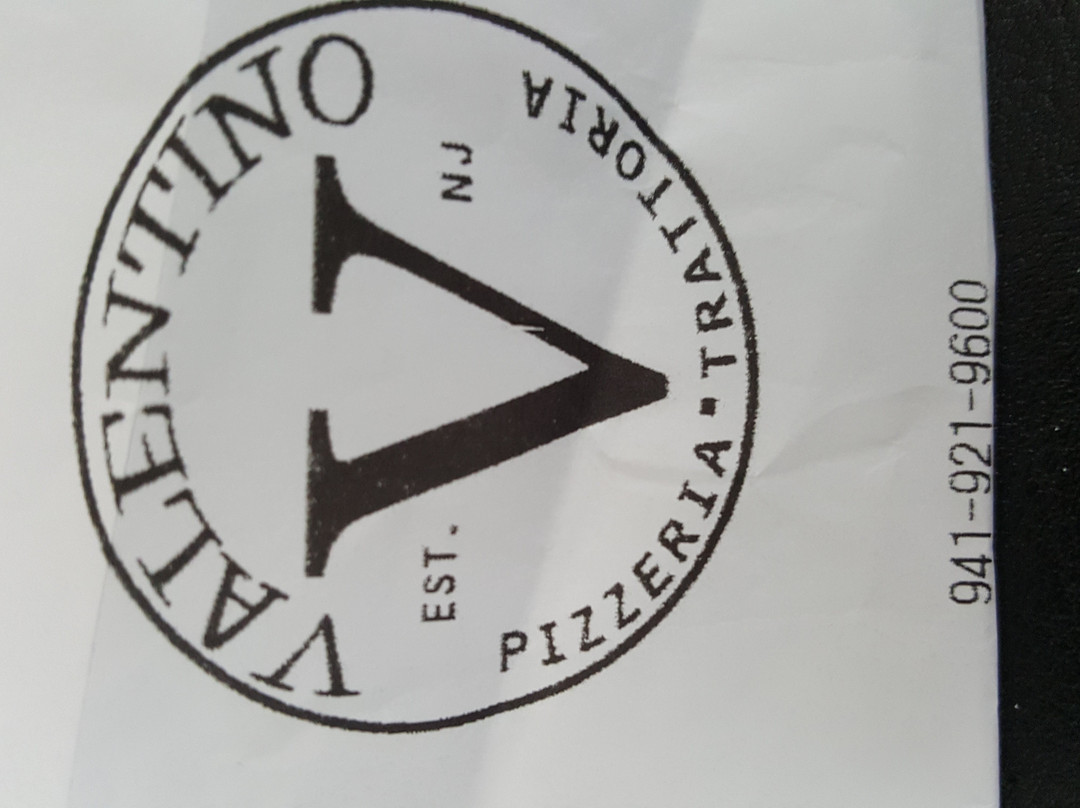 VALENTINO
V
EST. NJ
PIZZERIA▪TRATTORIA
941-921-9600